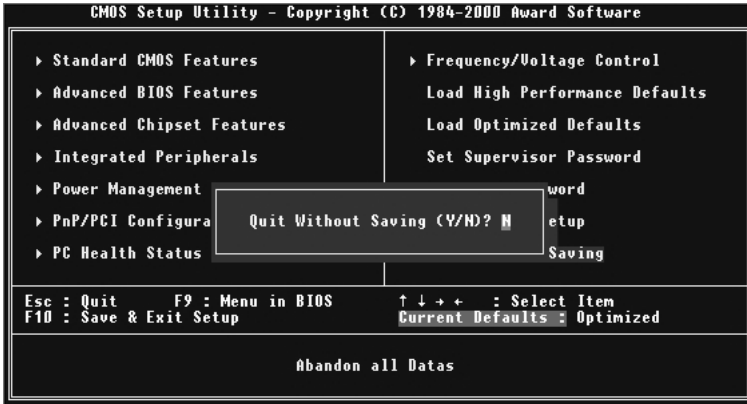 CMOS Setup Utility - Copyright (C) 1984-2000 Award Software
Standard CMOS Features
Advanced BIOS Features
Advanced Chipset Features
Integrated Peripherals
Power Management
PnP/PCI Configura
PC Health Status
Frequency/Voltage Control
Load High Performance Defaults
Load Optimized Defaults
Set Supervisor Password
word
etup
Saving
Quit Without Saving (Y/N)? N
Esc : Quit F9 : Menu in BIOS ↑ ↓ → ← : Select Item
F10 : Save & Exit Setup Current Defaults : Optimized
Abandon all Datas